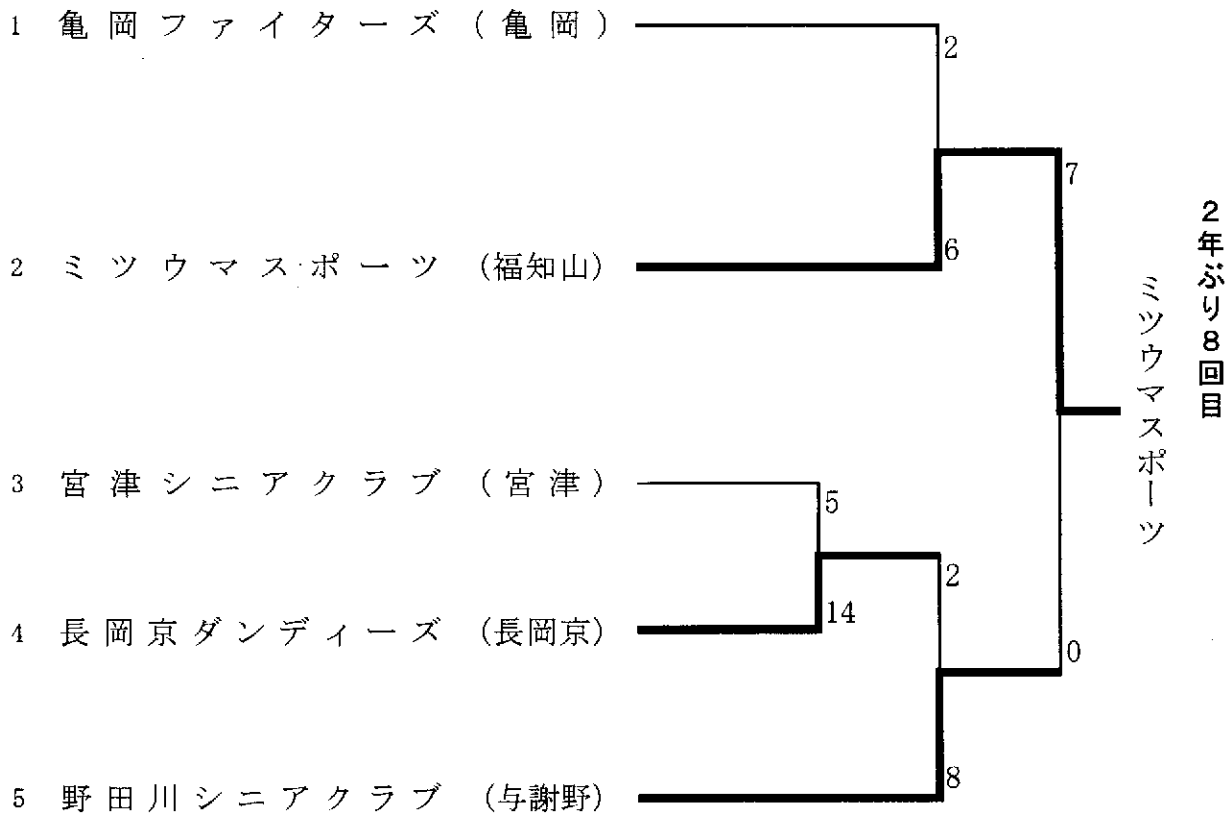 1 亀岡ファイターズ (亀岡)
2
6
7
2 ミツウマスポーツ (福知山)
2年ぶり8回目
ミツウマスポーツ
3 宮津シニアクラブ (宮津)
5
14
2
0
4 長岡京ダンディーズ (長岡京)
8
5 野田川シニアクラブ (与謝野)